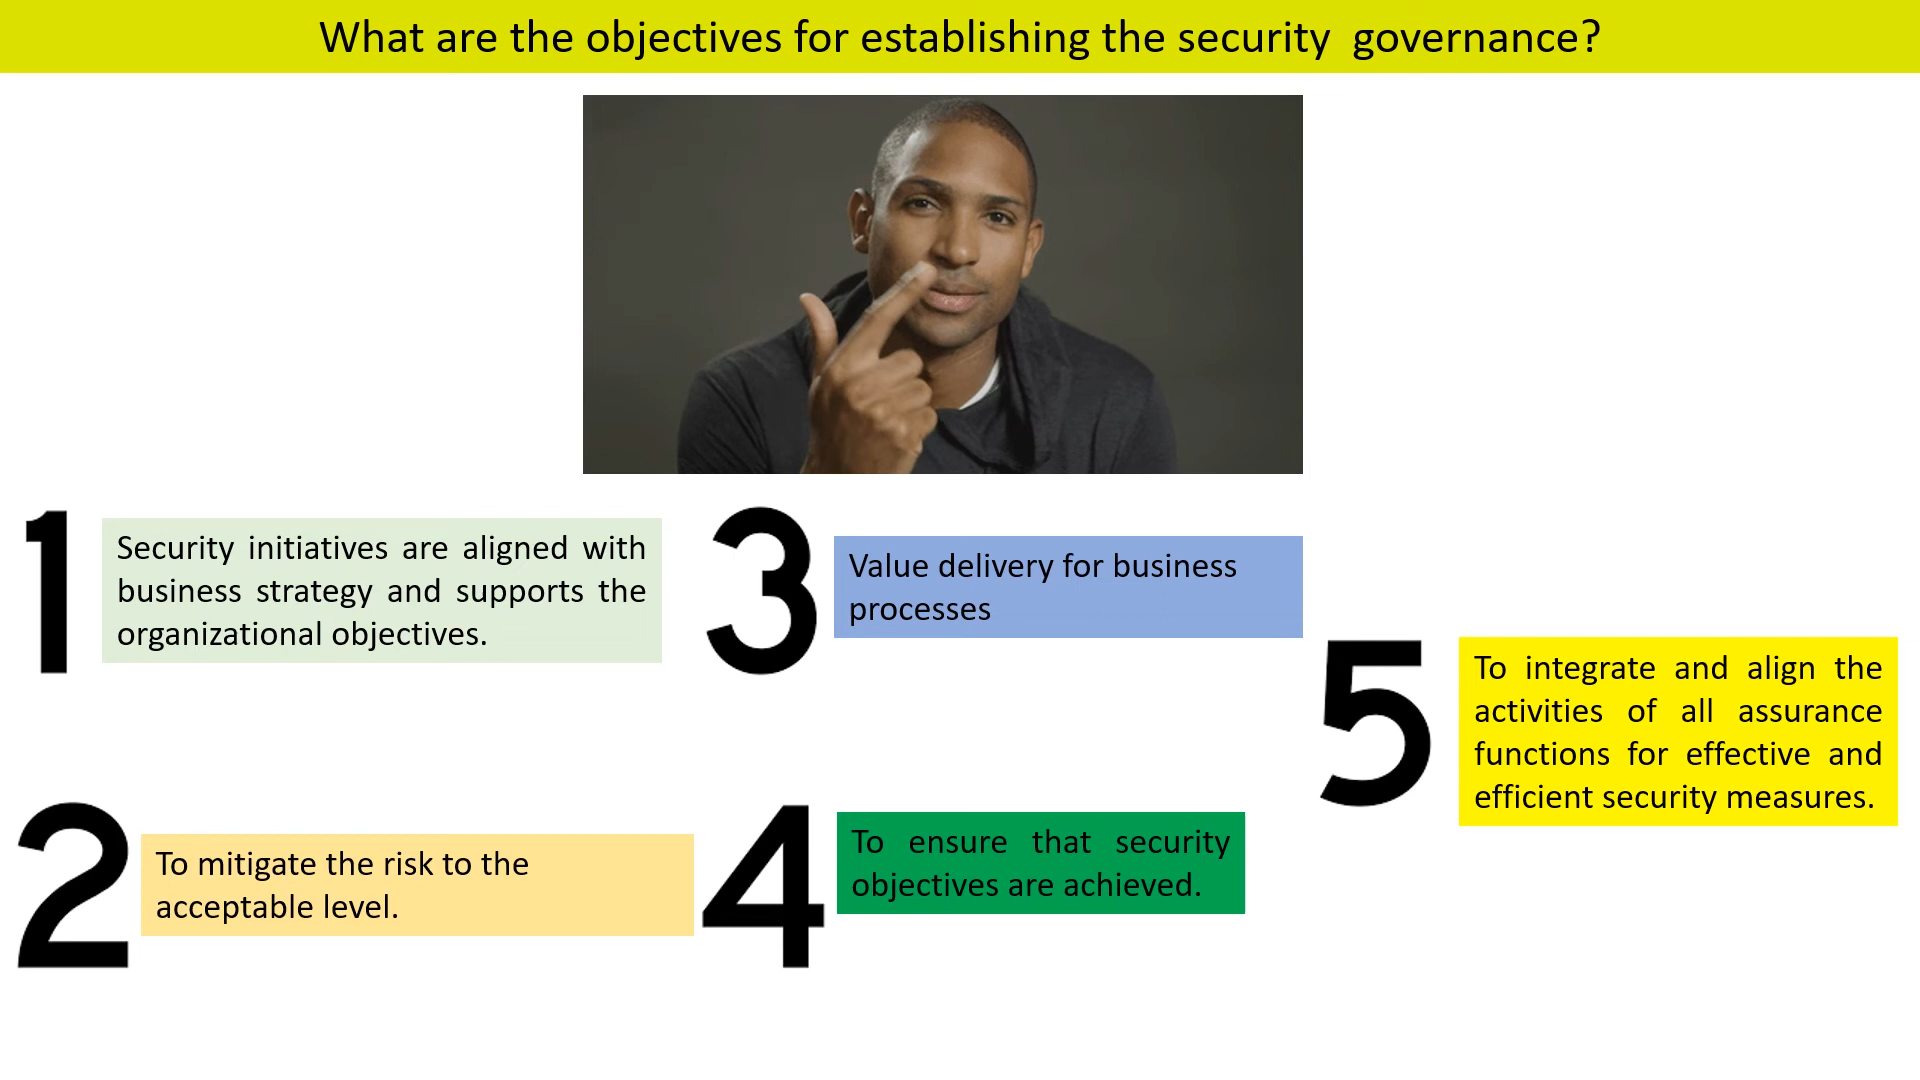 What are the objectives for establishing the security  governance?
1
Security initiatives are aligned with
business strategy and supports the
organizational objectives.
2
To mitigate the risk to the
acceptable level.
3
Value delivery for business
processes
4
To ensure that security
objectives are achieved.
5
To integrate and align the
activities of all assurance
functions for effective and
efficient security measures.